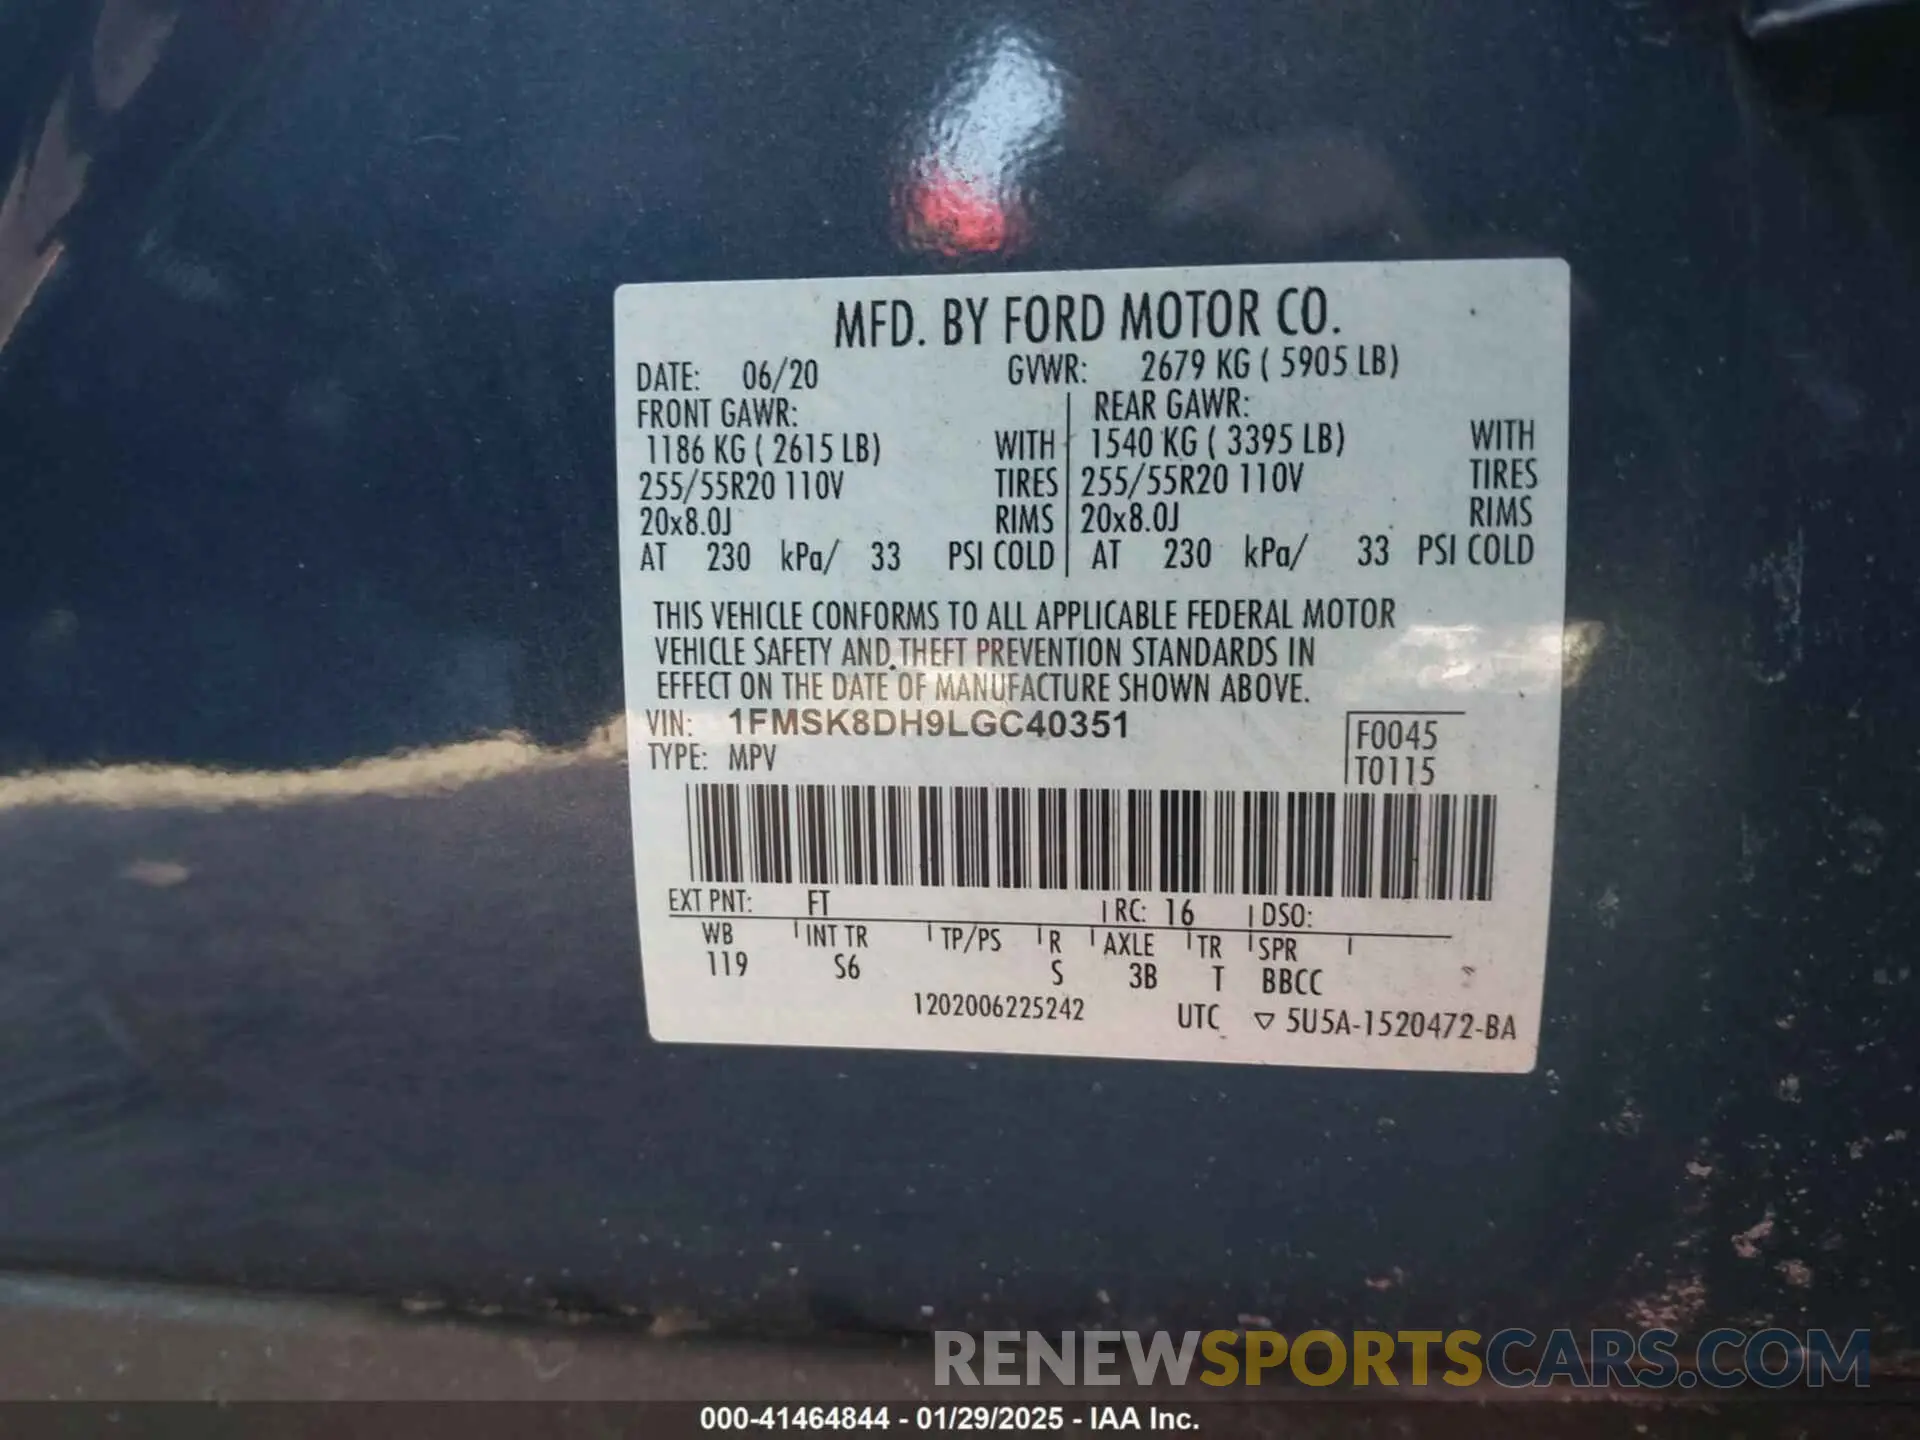 MFD. BY FORD MOTOR CO.
DATE: 06/20 GVWR: 2679 KG ( 5905 LB)
FRONT GAWR: REAR GAWR:
1186 KG ( 2615 LB) WITH 1540 KG ( 3395 LB) WITH
255/55R20 110V TIRES 255/55R20 110V TIRES
20x8.0J RIMS 20x8.0J RIMS
AT 230 kPa/ 33 PSI COLD AT 230 kPa/ 33 PSI COLD
THIS VEHICLE CONFORMS TO ALL APPLICABLE FEDERAL MOTOR
VEHICLE SAFETY AND THEFT PREVENTION STANDARDS IN
EFFECT ON THE DATE OF MANUFACTURE SHOWN ABOVE.
VIN: 1FMSK8DH9LGC40351
TYPE: MPV
F0045
T0115
EXT PNT: FT RC: 16 DSO:
WB INT TR TP/PS R AXLE TR SPR
119 S6 S 3B T BBCC
1202006225242 UTC ▽ 5U5A-1520472-BA
RENEWSPORTSCARS.COM
000-41464844 - 01/29/2025 - IAA Inc.